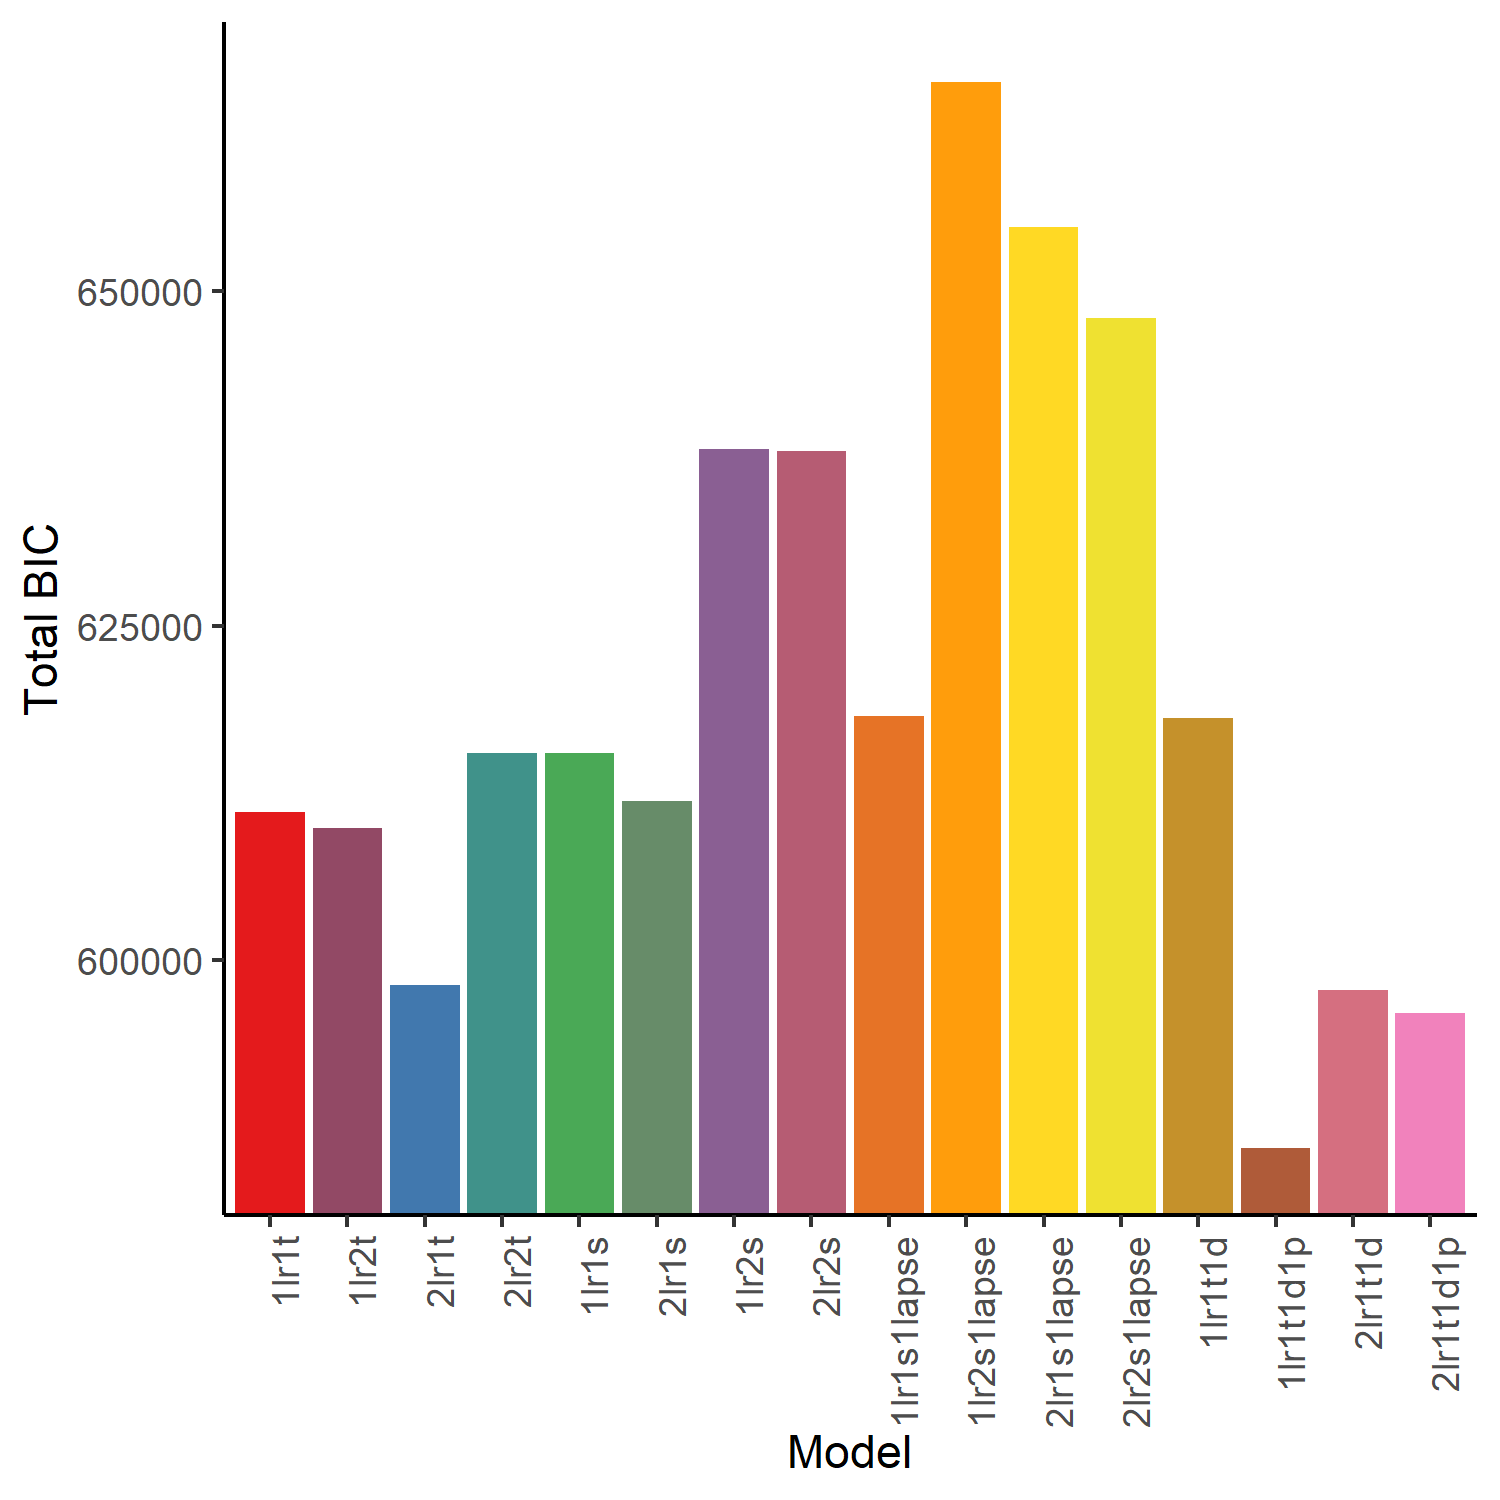 Total BIC
650000
625000
600000
1lr1t
1lr2t
2lr1t
2lr2t
1lr1s
2lr1s
1lr2s
2lr2s
1lr1s1lapse
1lr2s1lapse
2lr1s1lapse
2lr2s1lapse
1lr1t1d
1lr1t1d1p
2lr1t1d
2lr1t1d1p
Model